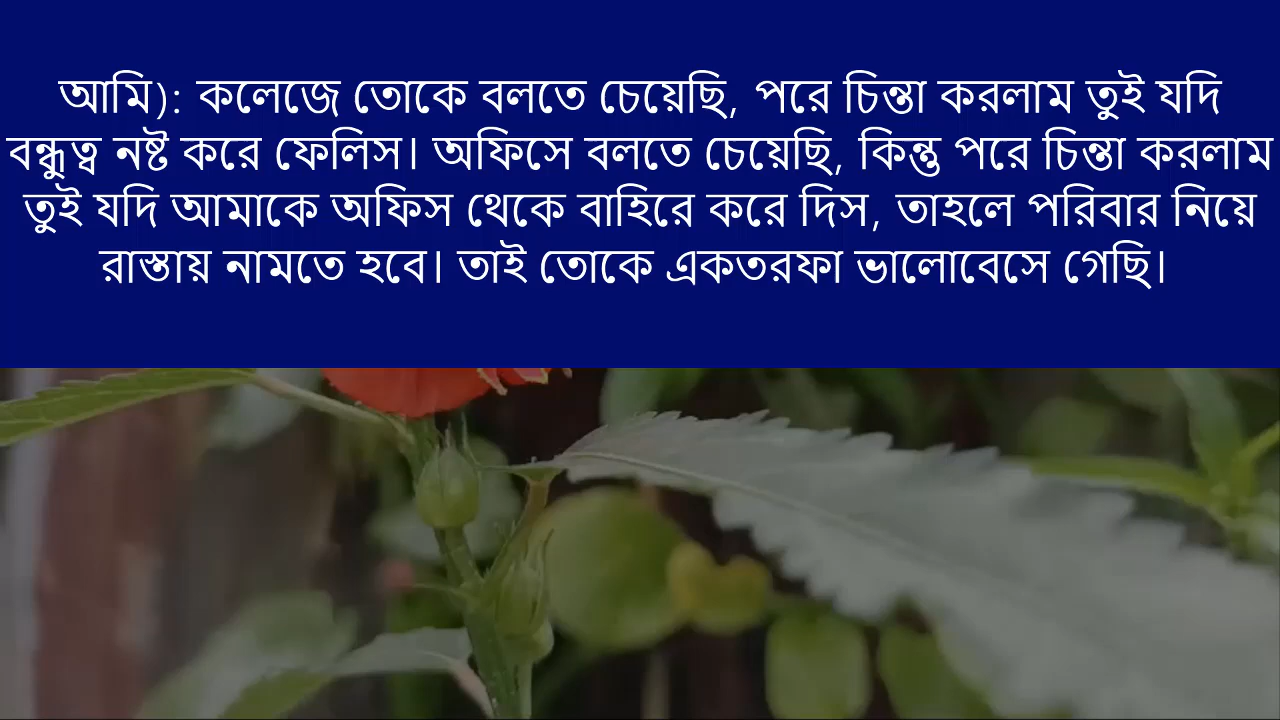 আমি): কলেজে তোকে বলতে চেয়েছি, পরে চিন্তা করলাম তুই যদি
বন্ধুত্ব নষ্ট করে ফেলিস। অফিসে বলতে চেয়েছি, কিন্তু পরে চিন্তা করলাম
তুই যদি আমাকে অফিস থেকে বাহিরে করে দিস, তাহলে পরিবার নিয়ে
রাস্তায় নামতে হবে। তাই তোকে একতরফা ভালোবেসে গেছি।